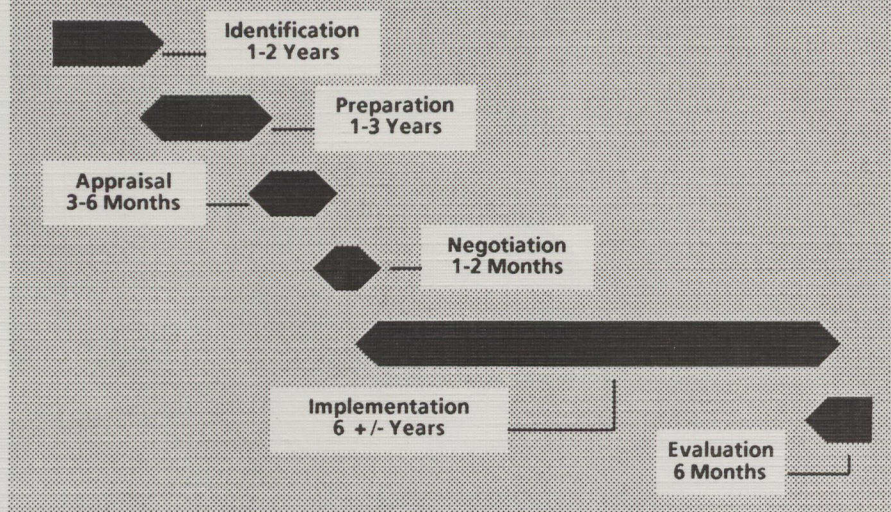 Identification
1-2 Years
Preparation
1-3 Years
Appraisal
3-6 Months
Negotiation
1-2 Months
Implementation
6 +/- Years
Evaluation
6 Months